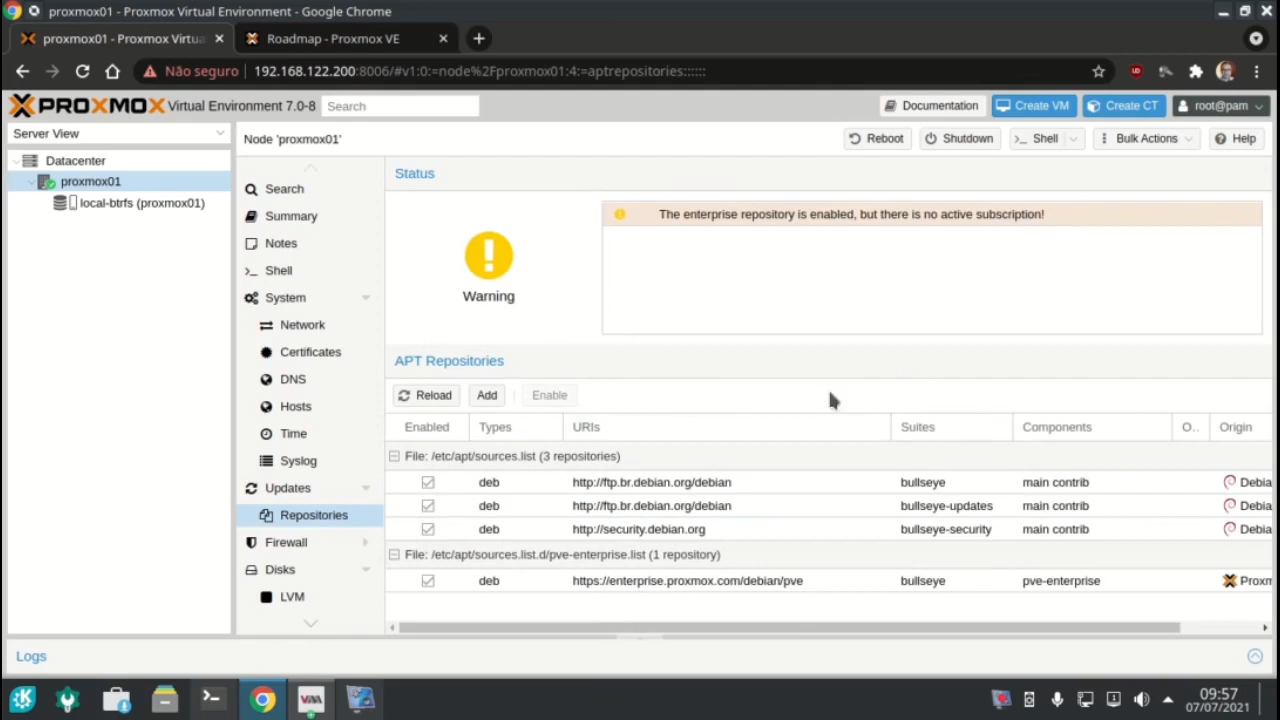 proxmox01 - Proxmox Virtual Environment - Google Chrome
proxmox01 - Proxmox Virtua
Roadmap - Proxmox VE
Não seguro
192.168.122.200:8006/#v1:0:=node%2Fproxmox01:4:=aptrepositories::::::
PROXMOX Virtual Environment 7.0-8
Search
Documentation
Create VM
Create CT
root@pam
Server View
Node 'proxmox01'
Reboot
Shutdown
Shell
Bulk Actions
Help
Datacenter
proxmox01
local-btrfs (proxmox01)
Search
Summary
Notes
Shell
System
Network
Certificates
DNS
Hosts
Time
Syslog
Updates
Repositories
Firewall
Disks
LVM
Status
Warning
The enterprise repository is enabled, but there is no active subscription!
APT Repositories
Reload
Add
Enable
Enabled Types URIs Suites Components O.. Origin
File: /etc/apt/sources.list (3 repositories)
deb http://ftp.br.debian.org/debian bullseye main contrib Debia
deb http://ftp.br.debian.org/debian bullseye-updates main contrib Debia
deb http://security.debian.org bullseye-security main contrib Debia
File: /etc/apt/sources.list.d/pve-enterprise.list (1 repository)
deb https://enterprise.proxmox.com/debian/pve bullseye pve-enterprise Proxm
Logs
09:57
07/07/2021